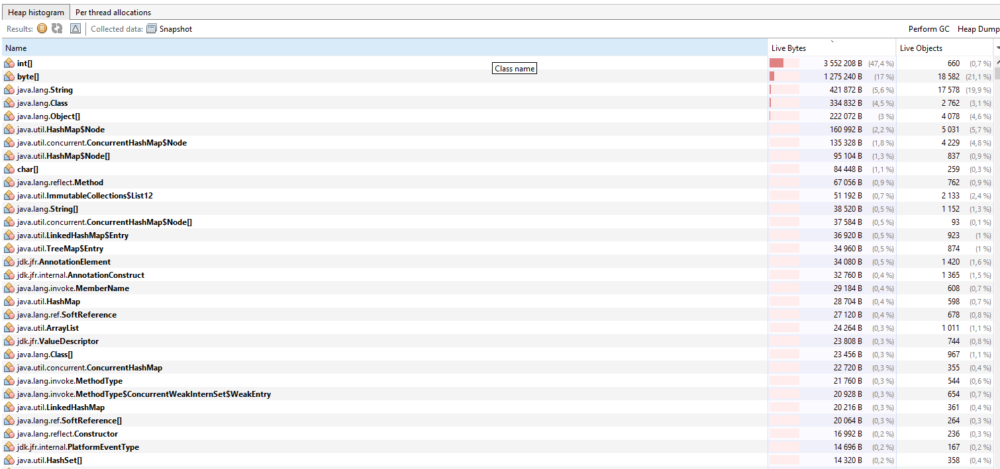 Heap histogram Per thread allocations
Results: Collected data: Snapshot Perform GC Heap Dump
Name Live Bytes Live Objects
int[] 3 552 208 B (47,4 %) 660 (0,7 %)
Class name
byte[] 1 275 240 B (17 %) 18 582 (21,1 %)
java.lang.String 421 872 B (5,6 %) 17 578 (19,9 %)
java.lang.Class 334 832 B (4,5 %) 2 762 (3,1 %)
java.lang.Object[] 222 072 B (3 %) 4 078 (4,6 %)
java.util.HashMap$Node 160 992 B (2,2 %) 5 031 (5,7 %)
java.util.concurrent.ConcurrentHashMap$Node 135 328 B (1,8 %) 4 229 (4,8 %)
java.util.HashMap$Node[] 95 104 B (1,3 %) 837 (0,9 %)
char[] 84 448 B (1,1 %) 259 (0,3 %)
java.lang.reflect.Method 67 056 B (0,9 %) 762 (0,9 %)
java.util.ImmutableCollections$List12 51 192 B (0,7 %) 2 133 (2,4 %)
java.lang.String[] 38 520 B (0,5 %) 1 152 (1,3 %)
java.util.concurrent.ConcurrentHashMap$Node[] 37 584 B (0,5 %) 93 (0,1 %)
java.util.LinkedHashMap$Entry 36 920 B (0,5 %) 923 (1 %)
java.util.TreeMap$Entry 34 960 B (0,5 %) 874 (1 %)
jdk.jfr.AnnotationElement 34 080 B (0,5 %) 1 420 (1,6 %)
jdk.jfr.internal.AnnotationConstruct 32 760 B (0,4 %) 1 365 (1,5 %)
java.lang.invoke.MemberName 29 184 B (0,4 %) 608 (0,7 %)
java.util.HashMap 28 704 B (0,4 %) 598 (0,7 %)
java.lang.ref.SoftReference 27 120 B (0,4 %) 678 (0,8 %)
java.util.ArrayList 24 264 B (0,3 %) 1 011 (1,1 %)
jdk.jfr.ValueDescriptor 23 808 B (0,3 %) 744 (0,8 %)
java.lang.Class[] 23 456 B (0,3 %) 967 (1,1 %)
java.util.concurrent.ConcurrentHashMap 22 720 B (0,3 %) 355 (0,4 %)
java.lang.invoke.MethodType 21 760 B (0,3 %) 544 (0,6 %)
java.lang.invoke.MethodType$ConcurrentWeakInternSet$WeakEntry 20 928 B (0,3 %) 654 (0,7 %)
java.util.LinkedHashMap 20 216 B (0,3 %) 361 (0,4 %)
java.lang.ref.SoftReference[] 20 064 B (0,3 %) 264 (0,3 %)
java.lang.reflect.Constructor 16 992 B (0,2 %) 236 (0,3 %)
jdk.jfr.internal.PlatformEventType 14 696 B (0,2 %) 167 (0,2 %)
java.util.HashSet[] 14 320 B (0,2 %) 358 (0,4 %)